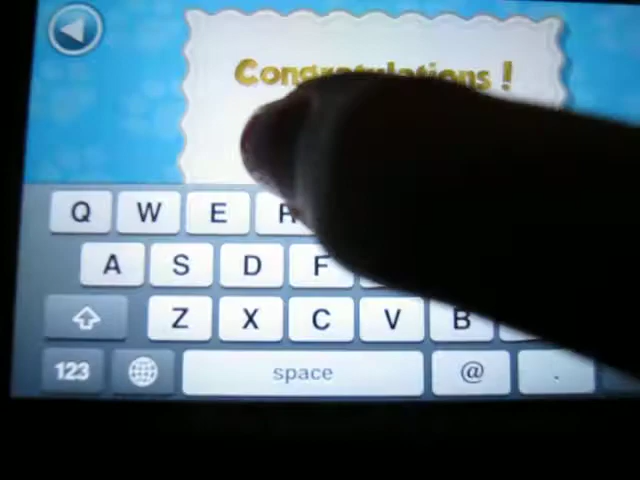 Congratulations !
Q W E R
A S D F
Z X C V B
123 space @ .